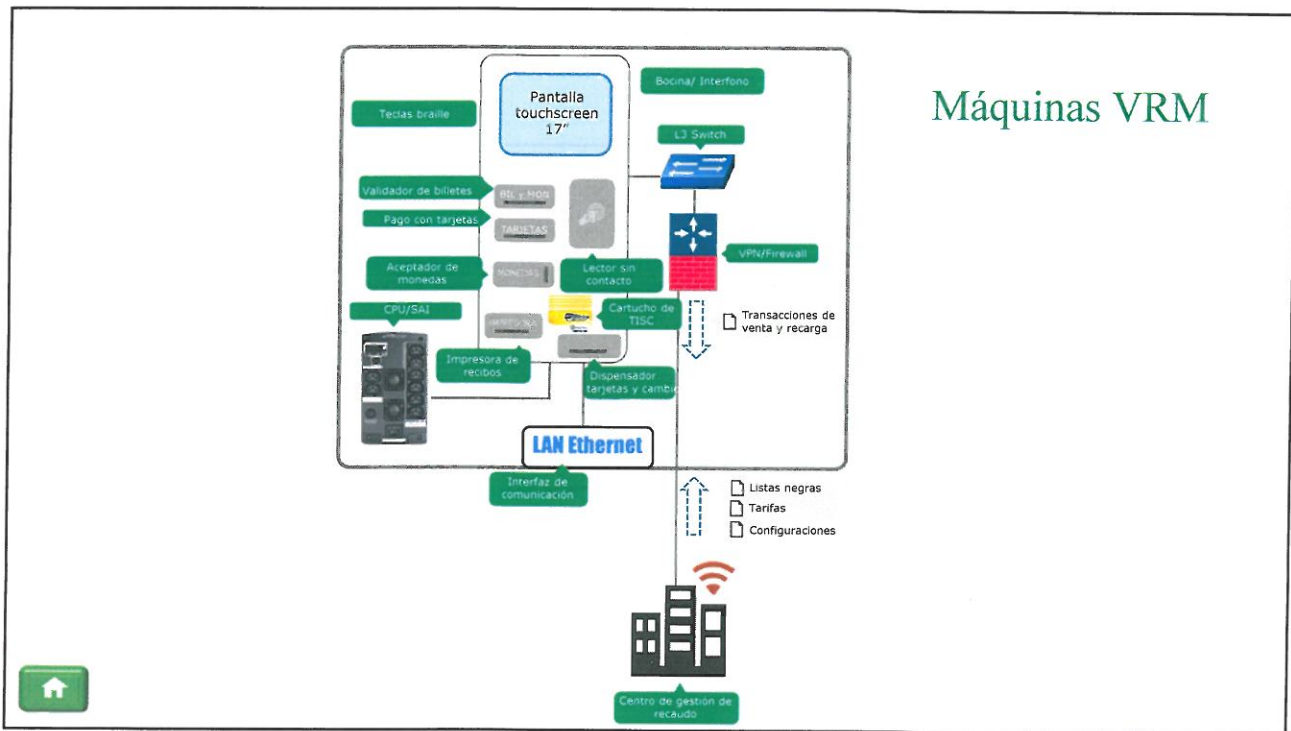 Máquinas VRM
Bocina/ Interfono
Pantalla
touchscreen
17"
Teclas braille
L3 Switch
Validador de billetes
BIL y MON
Pago con tarjetas
TARJETAS
VPN/Firewall
Aceptador de
monedas
MONEDAS
Lector sin
contacto
CPU/SAI
Cartucho de
TISC
Transacciones de
venta y recarga
Impresora de
recibos
Dispensador
tarjetas y cambi
LAN Ethernet
Interfaz de
comunicación
Listas negras
Tarifas
Configuraciones
Centro de gestión de
recaudo